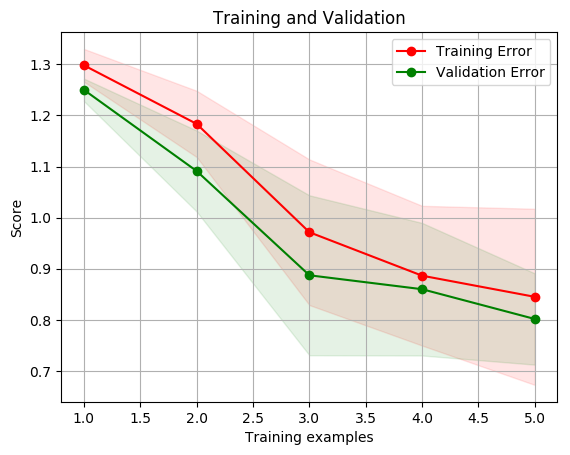 Training and Validation
Training Error
Validation Error
Score
1.3
1.2
1.1
1.0
0.9
0.8
0.7
1.0 1.5 2.0 2.5 3.0 3.5 4.0 4.5 5.0
Training examples